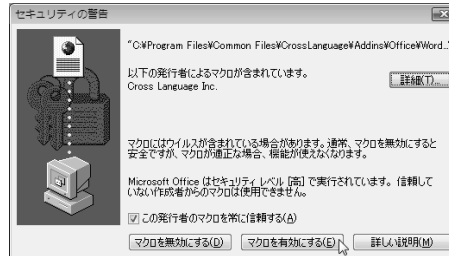 セキュリティの警告
"C:¥Program Files¥Common Files¥CrossLanguage¥Addins¥Office¥Word..."
以下の発行者によるマクロが含まれています。
Cross Language Inc.
詳細(T)...
マクロにはウイルスが含まれている場合があります。通常、マクロを無効にすると
安全ですが、マクロが適正な場合、機能が使えなくなります。
Microsoft Office はセキュリティ レベル [高] で実行されています。信頼して
いない作成者からのマクロは使用できません。
この発行者のマクロを常に信頼する(A)
マクロを無効にする(D) マクロを有効にする(E) 詳しい説明(M)